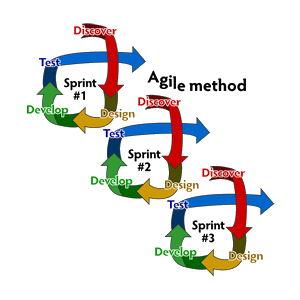 Discover
Test
Sprint
#1
Develop
Design
Agile method
Discover
Test
Sprint
#2
Develop
Design
Discover
Test
Sprint
#3
Develop
Design